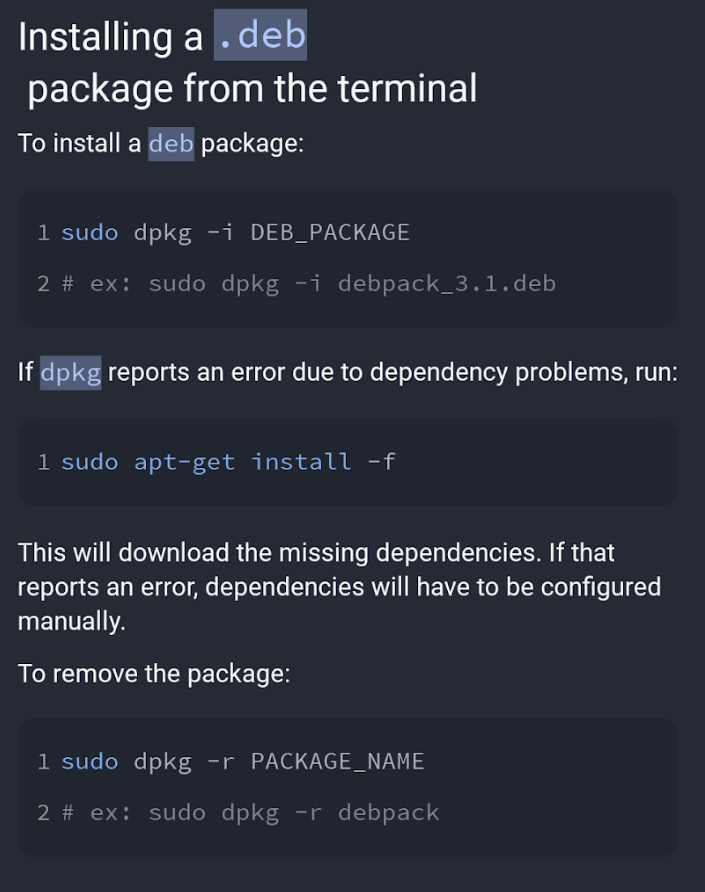 Installing a .deb
package from the terminal
To install a deb package:
1 sudo dpkg -i DEB_PACKAGE
2 # ex: sudo dpkg -i debpack_3.1.deb
If dpkg reports an error due to dependency problems, run:
1 sudo apt-get install -f
This will download the missing dependencies. If that
reports an error, dependencies will have to be configured
manually.
To remove the package:
1 sudo dpkg -r PACKAGE_NAME
2 # ex: sudo dpkg -r debpack